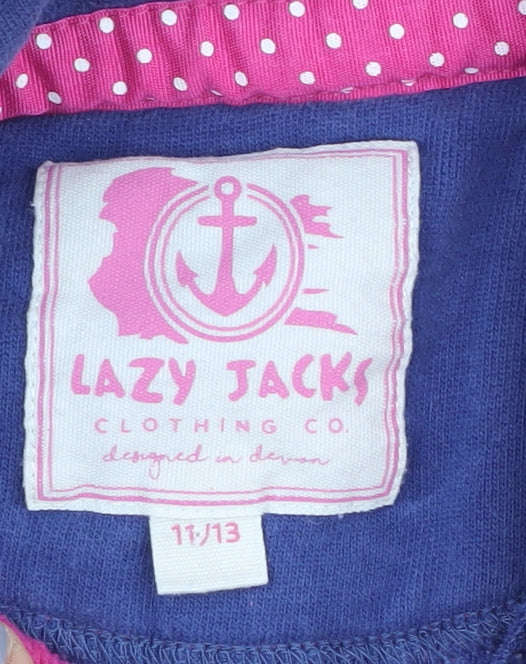 LAZY JACKS
CLOTHING CO.
designed in devon
11/13